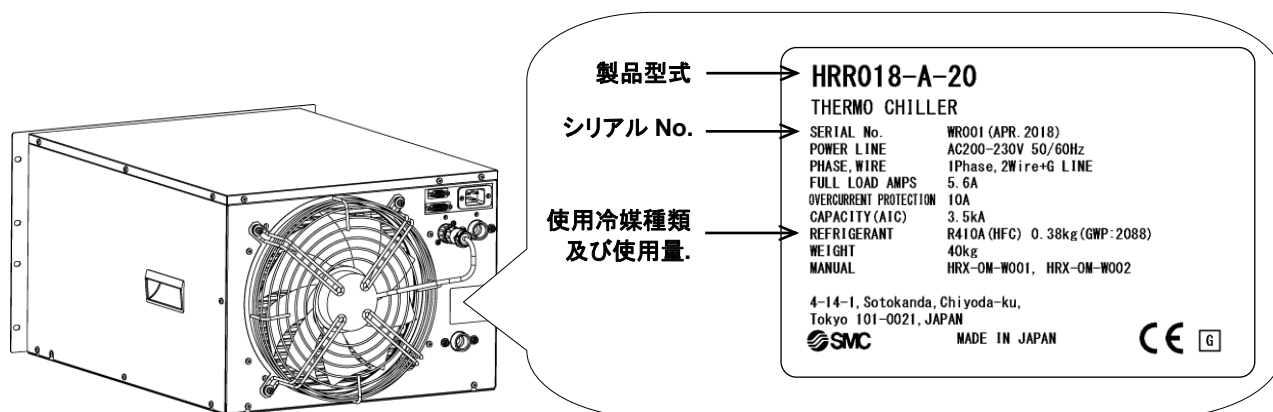 製品型式
シリアル No.
使用冷媒種類
及び使用量.
HRR018-A-20
THERMO CHILLER
SERIAL No. WR001(APR.2018)
POWER LINE AC200-230V 50/60Hz
PHASE,WIRE 1Phase,2Wire+G LINE
FULL LOAD AMPS 5.6A
OVERCURRENT PROTECTION 10A
CAPACITY(AIC) 3.5kA
REFRIGERANT R410A(HFC) 0.38kg(GWP:2088)
WEIGHT 40kg
MANUAL HRX-OM-W001, HRX-OM-W002
4-14-1,Sotokanda,Chiyoda-ku,
Tokyo 101-0021,JAPAN
SMC MADE IN JAPAN CE G